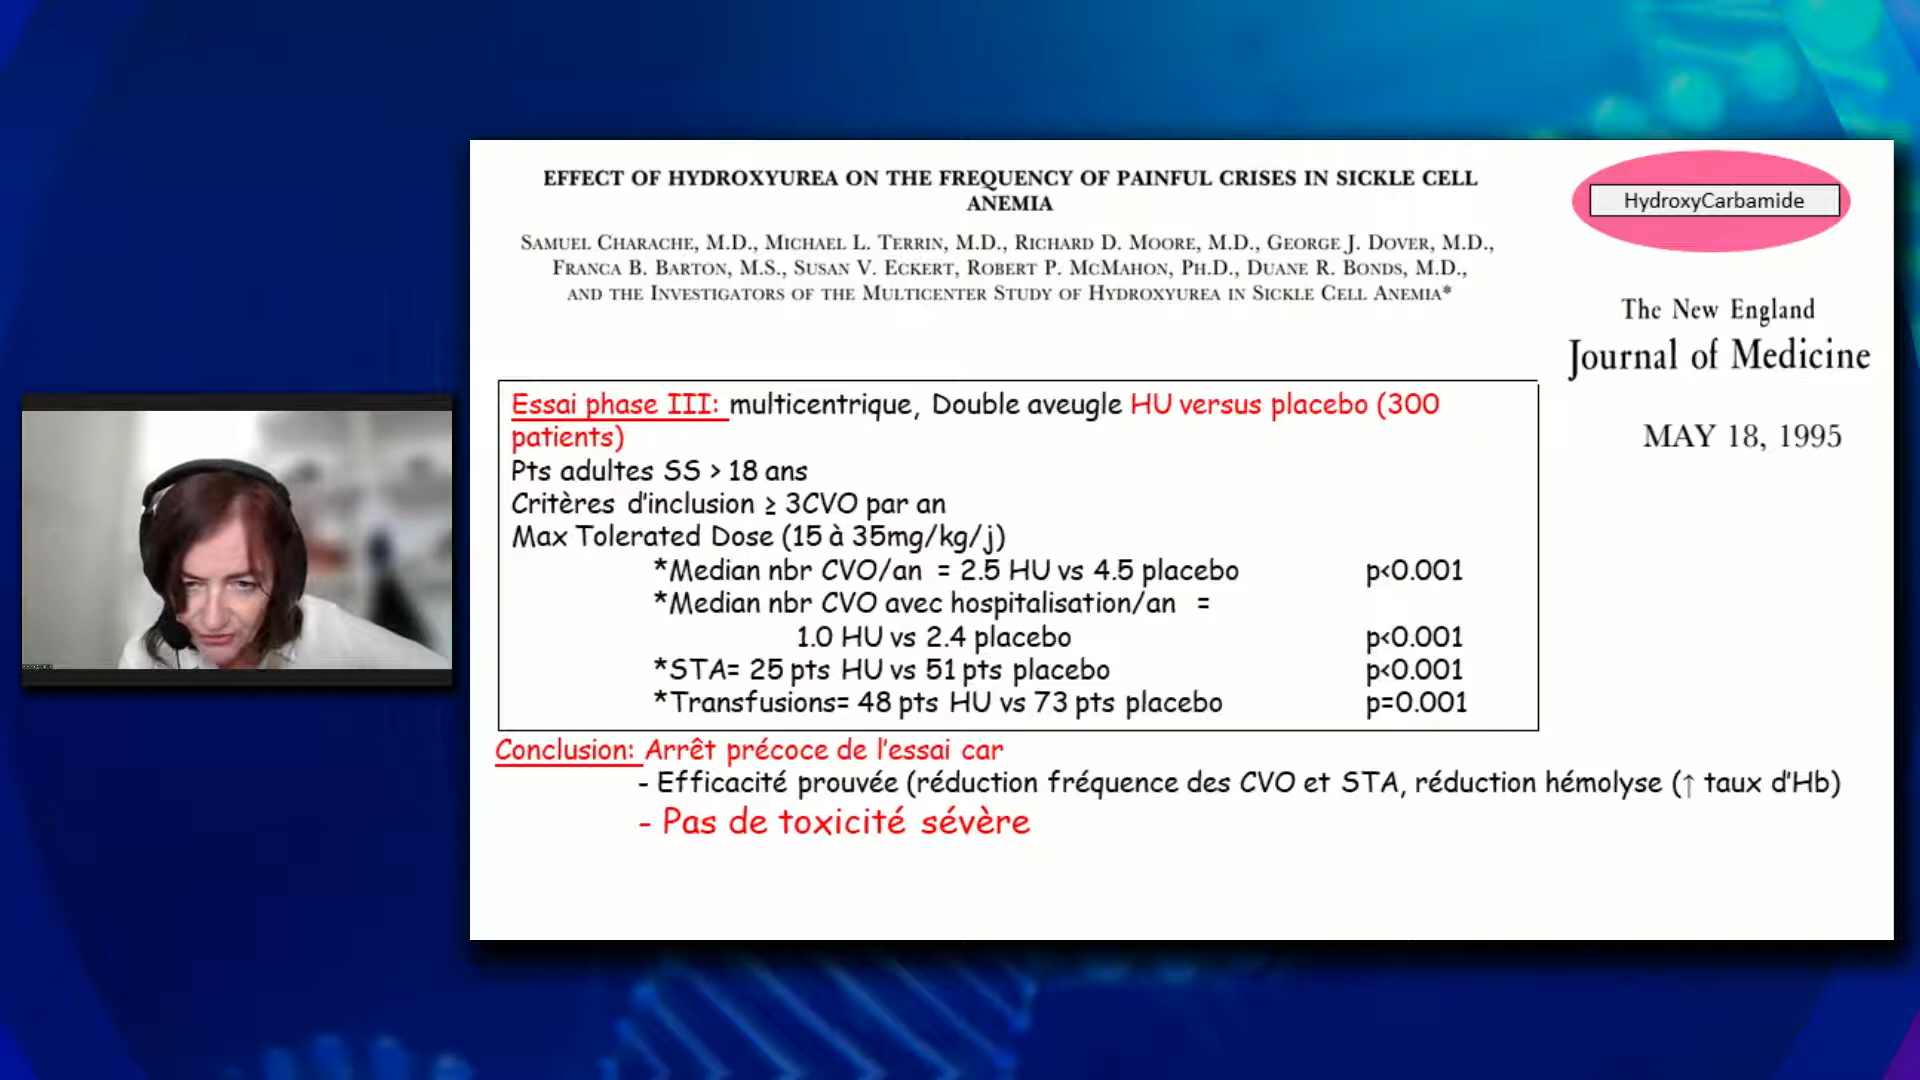 EFFECT OF HYDROXYUREA ON THE FREQUENCY OF PAINFUL CRISES IN SICKLE CELL
ANEMIA
SAMUEL CHARACHE, M.D., MICHAEL L. TERRIN, M.D., RICHARD D. MOORE, M.D., GEORGE J. DOVER, M.D.,
FRANCA B. BARTON, M.S., SUSAN V. ECKERT, ROBERT P. MCMAHON, PH.D., DUANE R. BONDS, M.D.,
AND THE INVESTIGATORS OF THE MULTICENTER STUDY OF HYDROXYUREA IN SICKLE CELL ANEMIA*
HydroxyCarbamide
The New England
Journal of Medicine
MAY 18, 1995
Essai phase III: multicentrique, Double aveugle HU versus placebo (300
patients)
Pts adultes SS > 18 ans
Critères d'inclusion ≥ 3CVO par an
Max Tolerated Dose (15 à 35mg/kg/j)
*Median nbr CVO/an = 2.5 HU vs 4.5 placebo p<0.001
*Median nbr CVO avec hospitalisation/an =
1.0 HU vs 2.4 placebo p<0.001
*STA= 25 pts HU vs 51 pts placebo p<0.001
*Transfusions= 48 pts HU vs 73 pts placebo p=0.001
Conclusion: Arrêt précoce de l'essai car
- Efficacité prouvée (réduction fréquence des CVO et STA, réduction hémolyse (↑ taux d'Hb)
- Pas de toxicité sévère